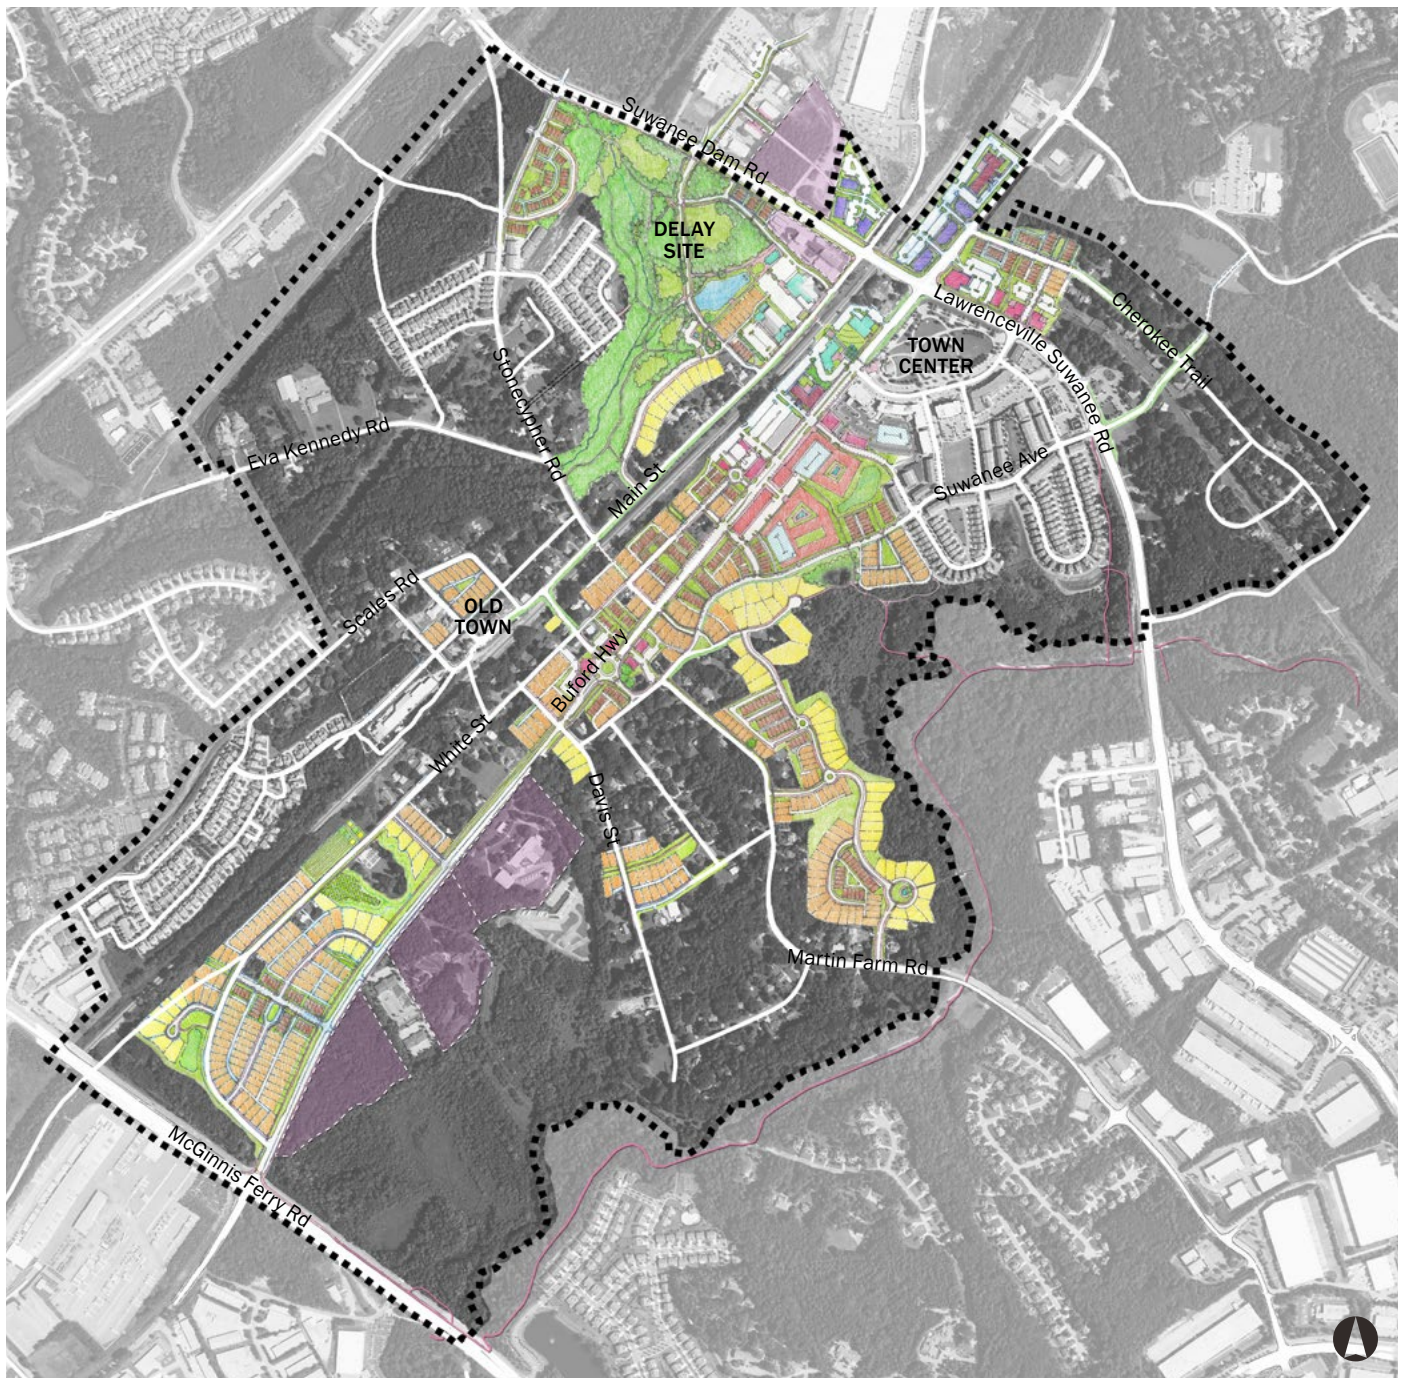 Suwanee Dam Rd
DELAY
SITE
Lawrenceville Suwanee Rd
Cherokee Trail
TOWN
CENTER
Stonecypher Rd
Eva Kennedy Rd
Main St
Suwanee Ave
Scales Rd
OLD
TOWN
Buford Hwy
White St
Davis St
Martin Farm Rd
McGinnis Ferry Rd